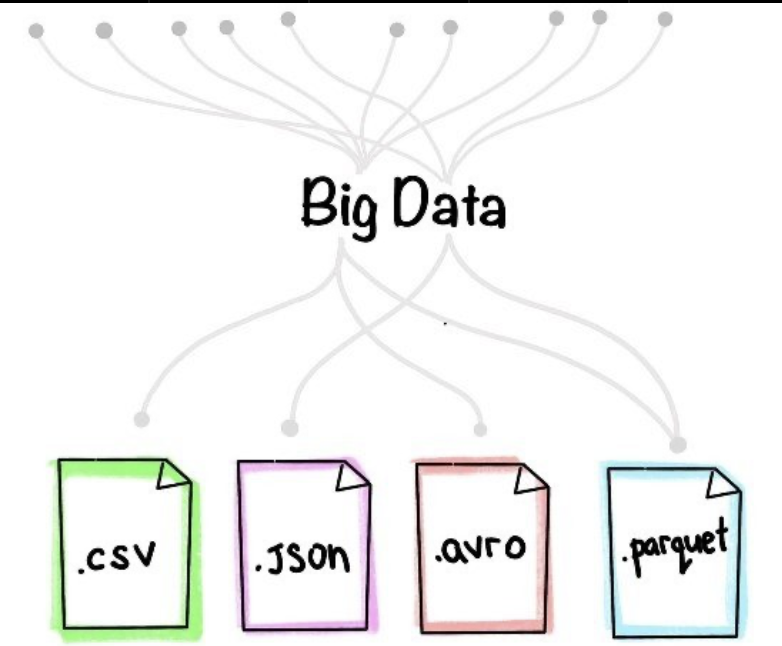 Big Data
.csv
.json
.avro
.parquet